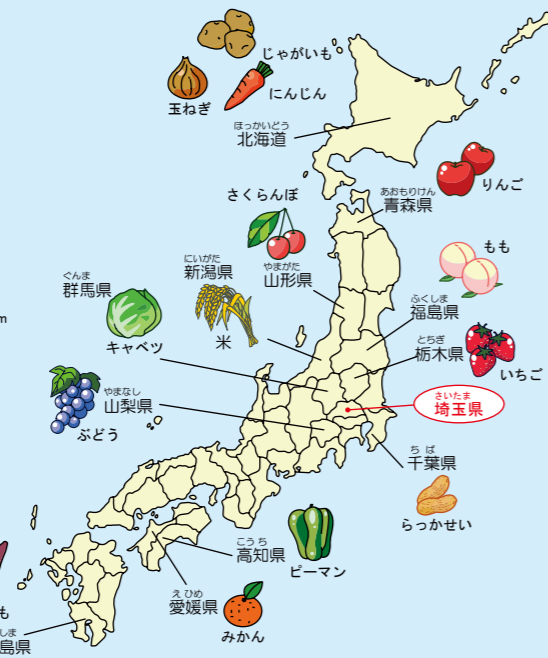 じゃがいも
玉ねぎ
にんじん
ほっかいどう
北海道
りんご
あおもりけん
青森県
さくらんぼ
もも
にいがた
新潟県
やまがた
山形県
ぐんま
群馬県
ふくしま
福島県
米
キャベツ
とちぎ
栃木県
いちご
やまなし
山梨県
さいたま
埼玉県
ぶどう
ちば
千葉県
らっかせい
こうち
高知県
ピーマン
えひめ
愛媛県
みかん
も
しま
島県
m